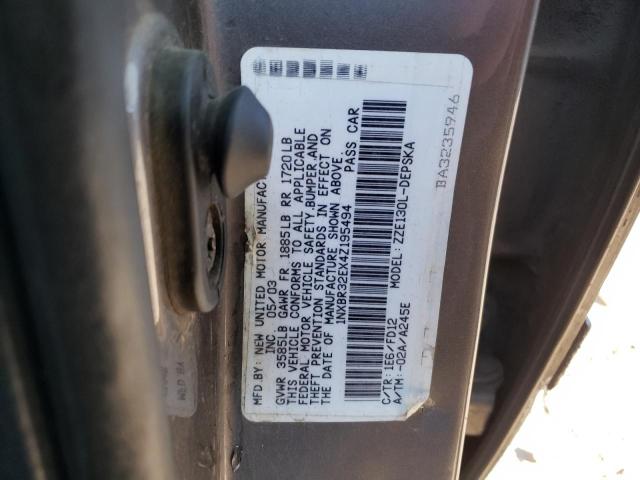 MFD.BY: NEW UNITED MOTOR MANUFAC
INC 05/03
GVWR 3585LB GAWR FR 1885LB RR 1720LB
THIS VEHICLE CONFORMS TO ALL APPLICABLE
FEDERAL MOTOR VEHICLE SAFETY,BUMPER,AND
THEFT PREVENTION STANDARDS IN EFFECT ON
THE DATE OF MANUFACTURE SHOWN ABOVE
1NXBR32EX4Z195494 PASS CAR
C/TR: 1E6/FD12 MODEL: ZZE130L-DEPSKA
A/TM: -02A/A245E
BA3235946